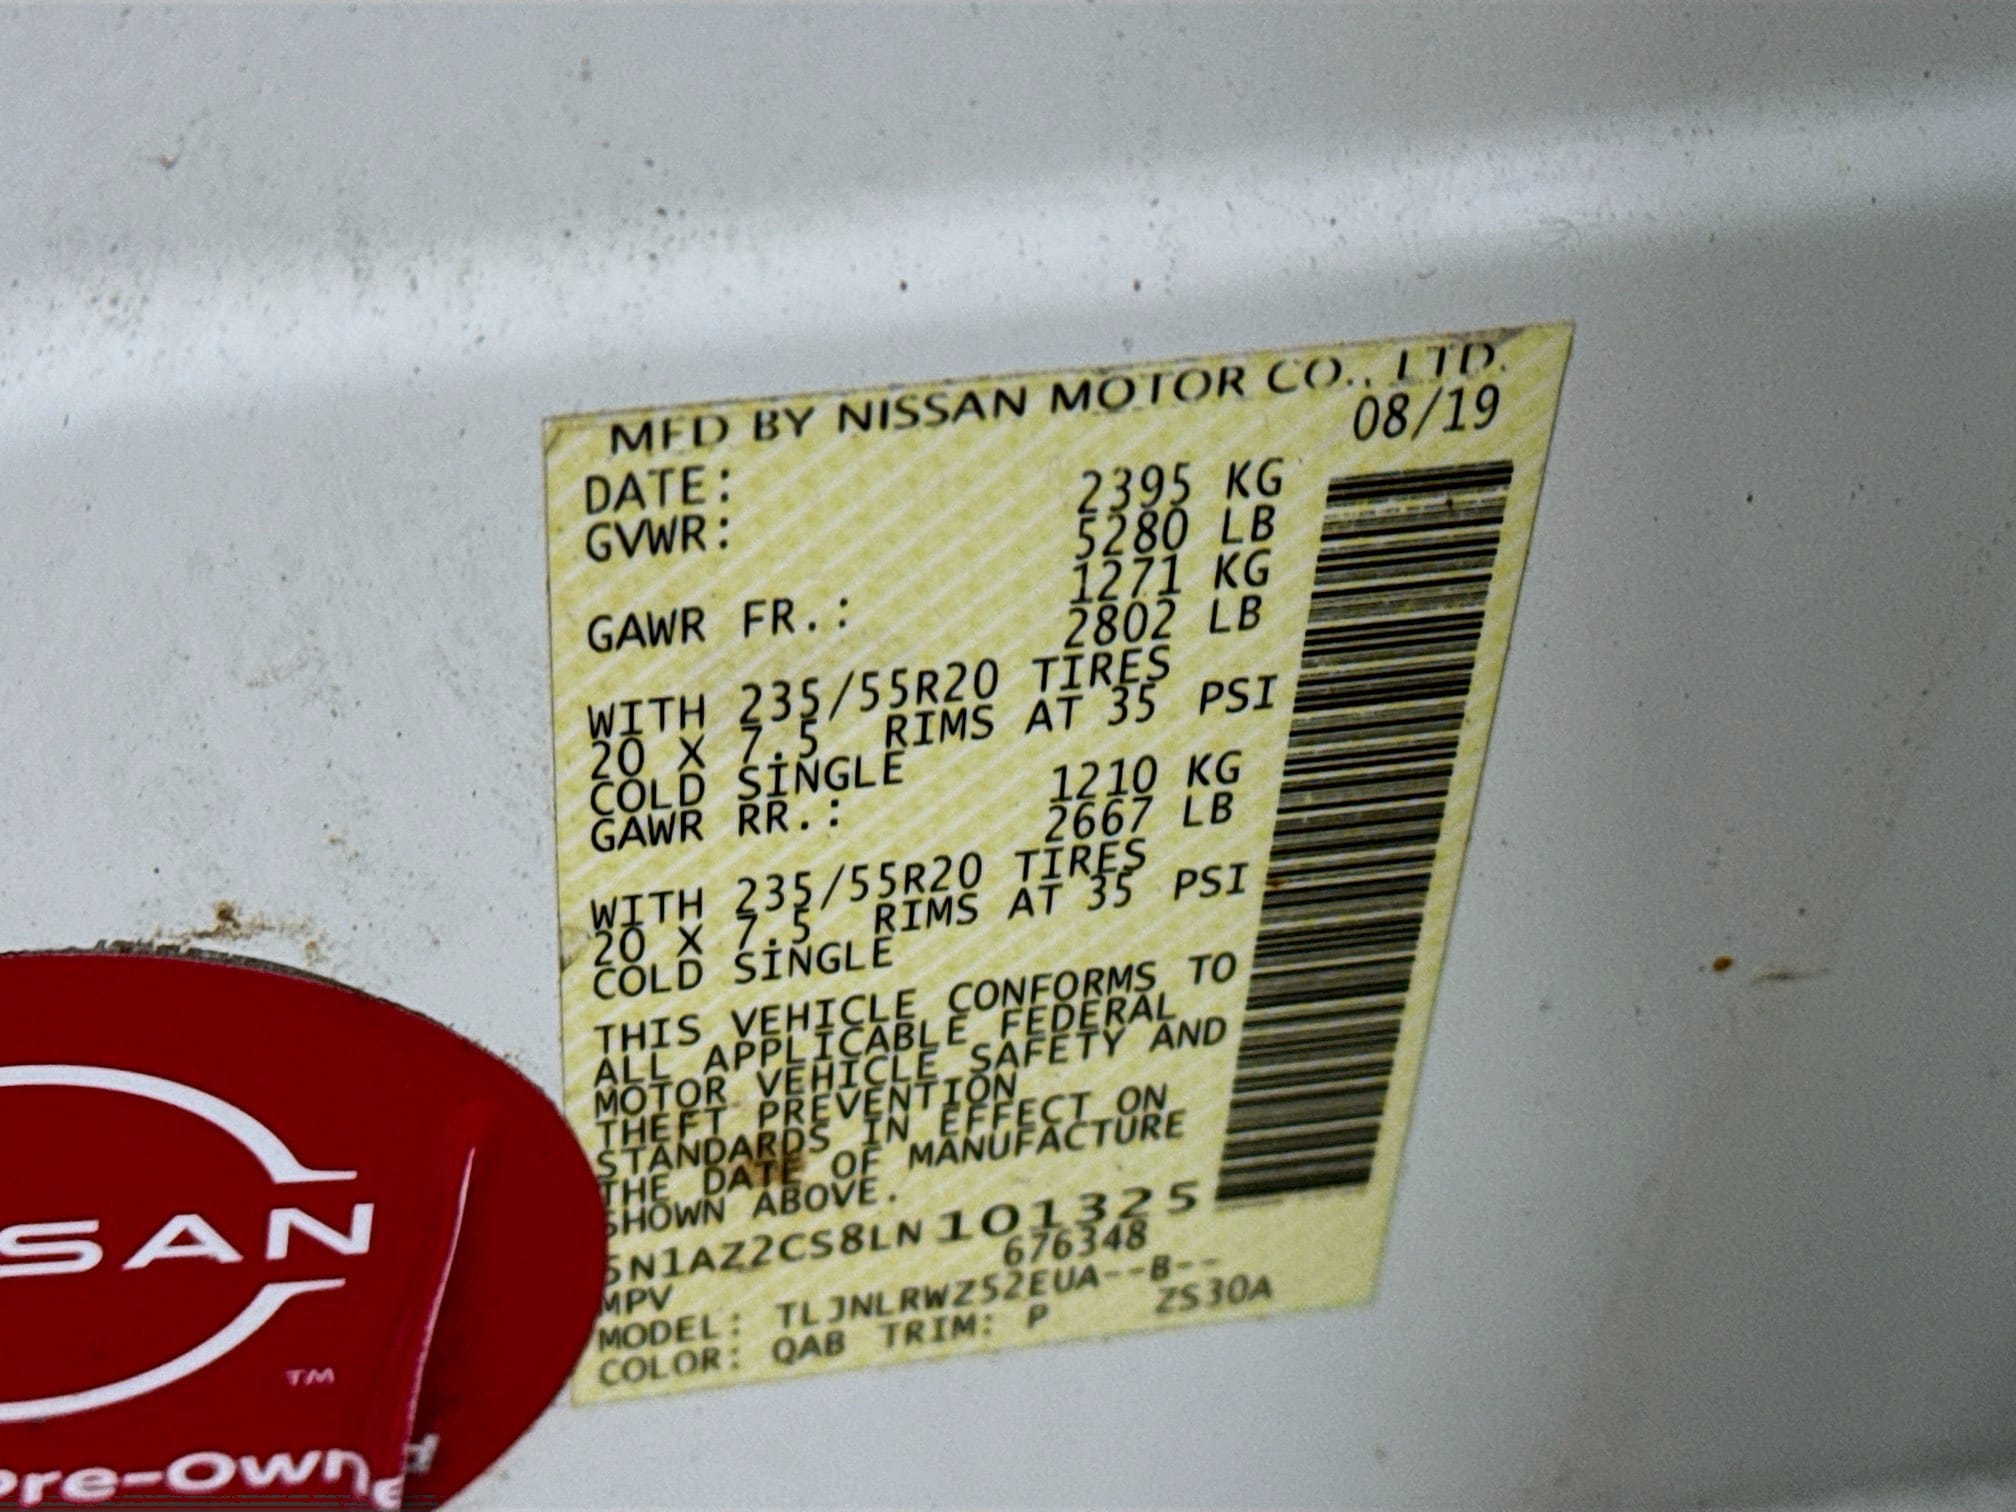 MFD BY NISSAN MOTOR CO., LTD.
DATE: 08/19
GVWR: 2395 KG
5280 LB
GAWR FR.: 1271 KG
2802 LB
WITH 235/55R20 TIRES
20 X 7.5 RIMS AT 35 PSI
COLD SINGLE
GAWR RR.: 1210 KG
2667 LB
WITH 235/55R20 TIRES
20 X 7.5 RIMS AT 35 PSI
COLD SINGLE
THIS VEHICLE CONFORMS TO
ALL APPLICABLE FEDERAL
MOTOR VEHICLE SAFETY AND
THEFT PREVENTION
STANDARDS IN EFFECT ON
THE DATE OF MANUFACTURE
SHOWN ABOVE.
5N1AZ2CS8LN101325
676348
MPV
MODEL: TLJNLRWZ52EUA--B--
COLOR: QAB TRIM: P ZS30A
SSAN
TM
Pre-Owned